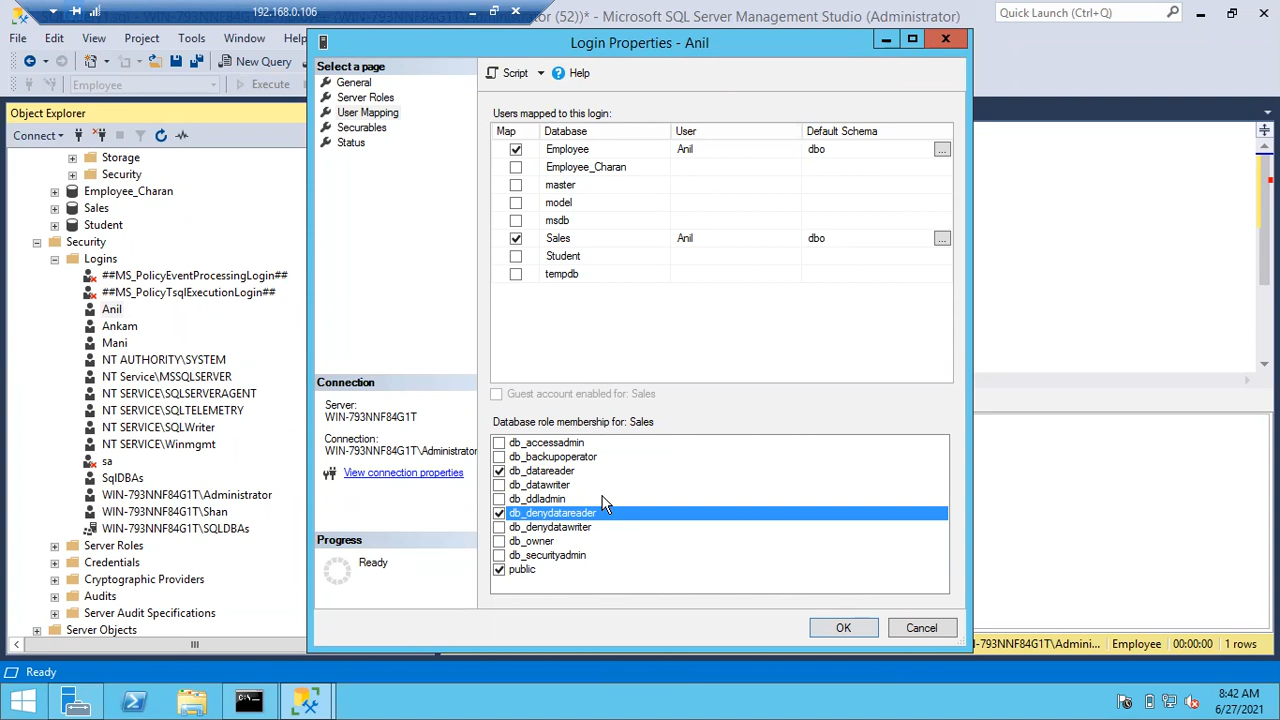 192.168.0.106
(52))* - Microsoft SQL Server Management Studio (Administrator)
Quick Launch (Ctrl+Q)
File Edit View Project Tools Window Help
New Query
Employee
Execute
Object Explorer
Connect
Storage
Security
Employee_Charan
Sales
Student
Security
Logins
##MS_PolicyEventProcessingLogin##
##MS_PolicyTsqlExecutionLogin##
Anil
Ankam
Mani
NT AUTHORITY\SYSTEM
NT Service\MSSQLSERVER
NT SERVICE\SQLSERVERAGENT
NT SERVICE\SQLTELEMETRY
NT SERVICE\SQLWriter
NT SERVICE\Winmgmt
sa
SqlDBAs
WIN-793NNF84G1T\Administrator
WIN-793NNF84G1T\Shan
WIN-793NNF84G1T\SQLDBAs
Server Roles
Credentials
Cryptographic Providers
Audits
Server Audit Specifications
Server Objects
Login Properties - Anil
Select a page
General
Server Roles
User Mapping
Securables
Status
Connection
Server:
WIN-793NNF84G1T
Connection:
WIN-793NNF84G1T\Administrator
View connection properties
Progress
Ready
Script Help
Users mapped to this login:
Map Database User Default Schema
Employee Anil dbo ...
Employee_Charan
master
model
msdb
Sales Anil dbo ...
Student
tempdb
Guest account enabled for: Sales
Database role membership for: Sales
db_accessadmin
db_backupoperator
db_datareader
db_datawriter
db_ddladmin
db_denydatareader
db_denydatawriter
db_owner
db_securityadmin
public
OK Cancel
N-793NNF84G1T\Admini... Employee 00:00:00 1 rows
Ready
8:42 AM
6/27/2021